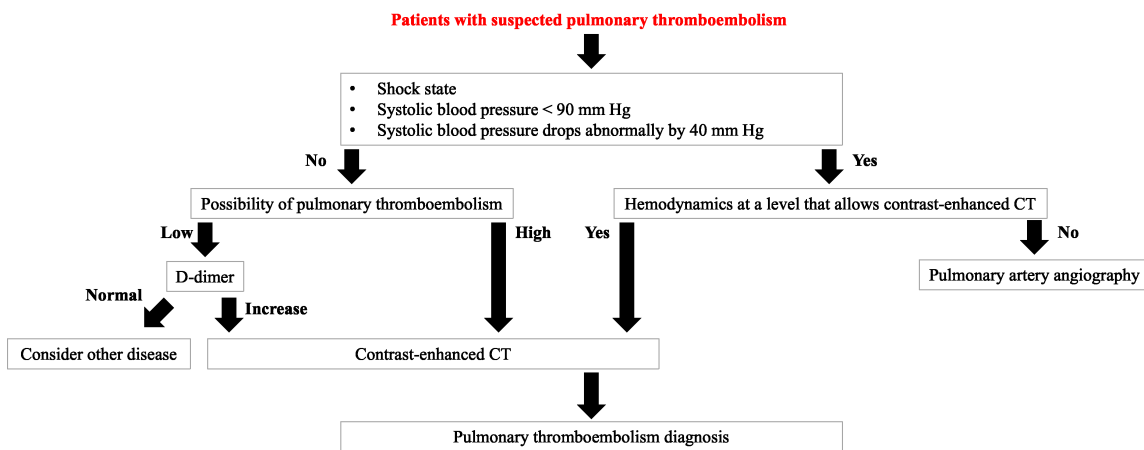 Patients with suspected pulmonary thromboembolism
• Shock state
• Systolic blood pressure < 90 mm Hg
• Systolic blood pressure drops abnormally by 40 mm Hg
No
Yes
Possibility of pulmonary thromboembolism
Hemodynamics at a level that allows contrast-enhanced CT
Low
High
Yes
No
D-dimer
Pulmonary artery angiography
Normal
Increase
Consider other disease
Contrast-enhanced CT
Pulmonary thromboembolism diagnosis